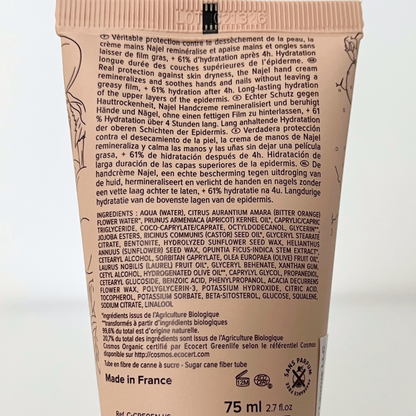 LOT: 021326
Véritable protection contre le dessèchement de la peau, la
crème mains Najel reminéralise et apaise mains et ongles sans
laisser de film gras, + 61% d'hydratation après 4h. Hydratation
longue durée des couches supérieures de l'épiderme.
Real protection against skin dryness, the Najel hand cream
remineralizes and soothes hands and nails without leaving a
greasy film, + 61% hydration after 4h. Long-lasting hydration
of the upper layers of the epidermis. Echter Schutz gegen
Hauttrockenheit, Najel Handcreme remineralisiert und beruhigt
Hände und Nägel, ohne einen fettigen Film zu hinterlassen, + 61
% Hydratation über 4 Stunden lang. Lang anhaltende Hydratation
der oberen Schichten der Epidermis. Verdadera protección
contra el desecamiento de la piel, la crema de manos de Najel
remineraliza y calma las manos y las uñas sin dejar una película
grasa, + 61% de hidratación después de 4h. Hidratación de
larga duración de las capas superiores de la epidermis. De
handcrème Najel, een echte bescherming tegen uitdroging van
de huid, hermineraliseert en verlicht de handen en nagels zonder
een vette laag achter te laten, + 61% hydratatie na 4u. Langdurige
hydratatie van de bovenste lagen van de epidermis.
INGREDIENTS : AQUA (WATER), CITRUS AURANTIUM AMARA (BITTER ORANGE)
FLOWER WATER*, PRUNUS ARMENIACA (APRICOT) KERNEL OIL*, CAPRYLIC/CAPRIC
TRIGLYCERIDE, COCO-CAPRYLATE/CAPRATE, OCTYLDODECANOL, GLYCERIN**,
JOJOBA ESTERS, RICINUS COMMUNIS (CASTOR) SEED OIL*, GLYCERYL STEARATE
CITRATE, BENTONITE, HYDROLYZED SUNFLOWER SEED WAX, HELIANTHUS
ANNUUS (SUNFLOWER) SEED WAX, OPUNTIA FICUS-INDICA STEM EXTRACT*,
CETEARYL ALCOHOL, SORBITAN CAPRYLATE, OLEA EUROPAEA (OLIVE) FRUIT OIL*,
LAURUS NOBILIS (LAUREL) FRUIT OIL*, GLYCERYL BEHENATE, XANTHAN GUM,
CETYL ALCOHOL, HYDROGENATED OLIVE OIL**, CAPRYLYL GLYCOL, PROPANEDIOL,
CETEARYL GLUCOSIDE, BENZOIC ACID, PHENYLPROPANOL, ACACIA DECURRENS
FLOWER WAX, POLYGLYCERIN-3, POTASSIUM HYDROXIDE, CITRIC ACID,
TOCOPHEROL, POTASSIUM SORBATE, BETA-SITOSTEROL, GLUCOSE, SQUALENE,
SODIUM CITRATE, LINALOOL
*ingrédients issus de l'Agriculture Biologique
**transformés à partir d'ingrédients biologiques
99,6% du total est d'origine naturelle.
20,7% du total des ingrédients sont issus de l'Agriculture Biologique
Cosmos Organic certifié par Ecocert Greenlife selon le référentiel Cosmos
disponible sur http://cosmos.ecocert.com
Tube en fibre de canne à sucre - Sugar cane fiber tube
Made in France
12M
SANS PARFUM
75 ml 2.7 fl.oz